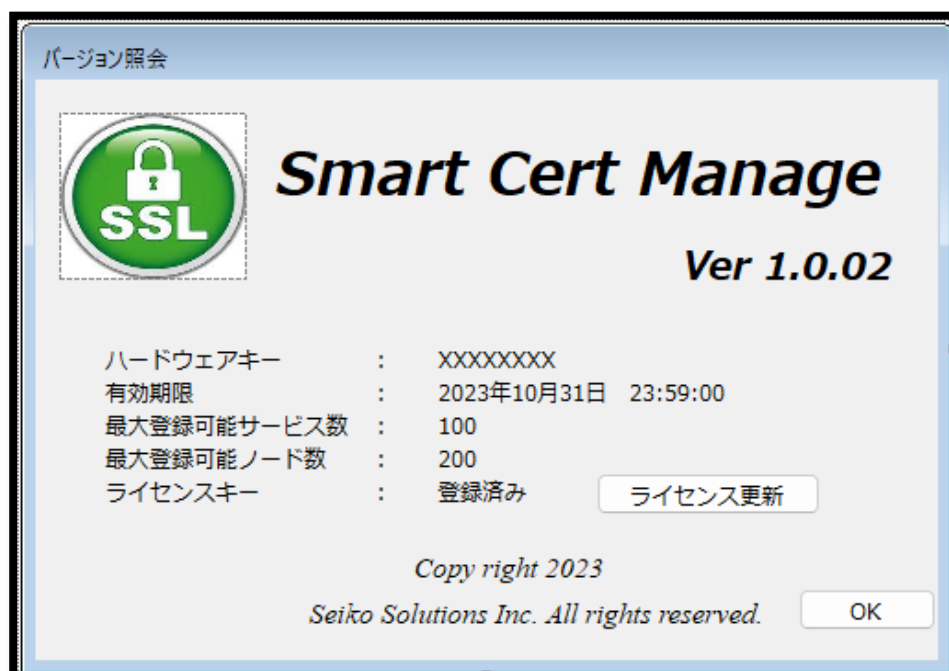 バージョン照会
SSL
Smart Cert Manage
Ver 1.0.02
ハードウェアキー : XXXXXXXX
有効期限 : 2023年10月31日 23:59:00
最大登録可能サービス数 : 100
最大登録可能ノード数 : 200
ライセンスキー : 登録済み ライセンス更新
Copy right 2023
Seiko Solutions Inc. All rights reserved. OK